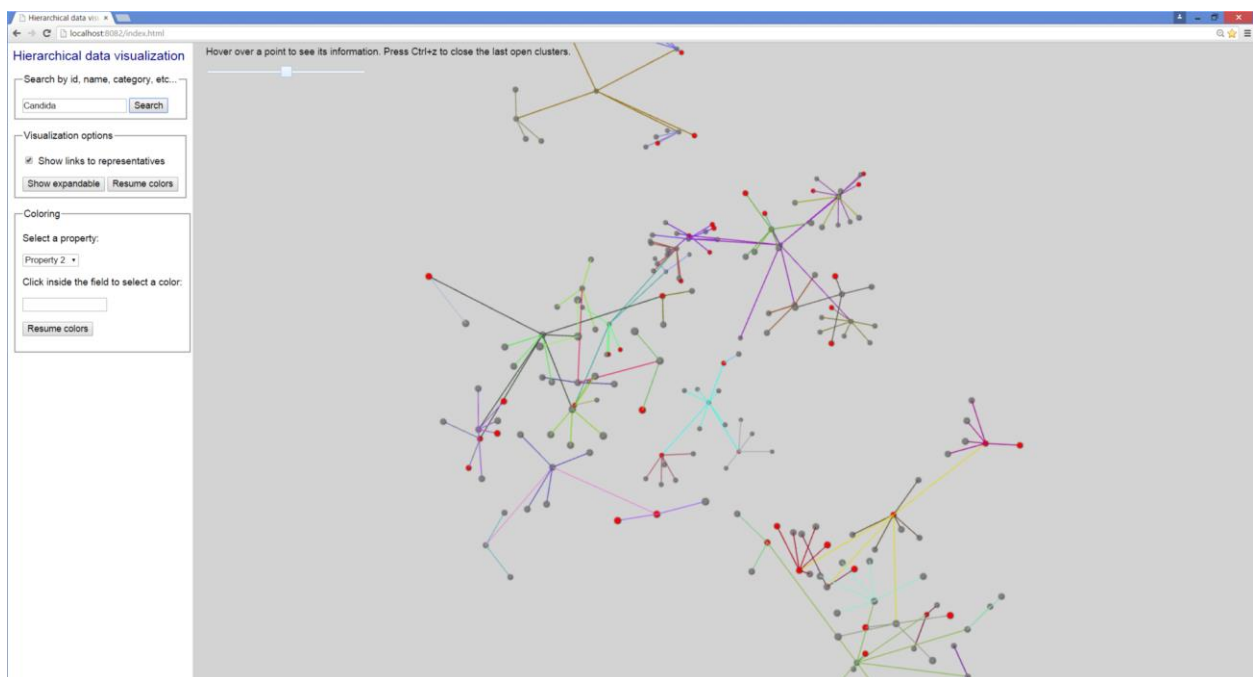 Hierarchical data vis
localhost:8082/index.html
Hierarchical data visualization
Hover over a point to see its information. Press Ctrl+z to close the last open clusters.
Search by id, name, category, etc...
Candida Search
Visualization options
Show links to representatives
Show expandable Resume colors
Coloring
Select a property:
Property 2
Click inside the field to select a color:
Resume colors